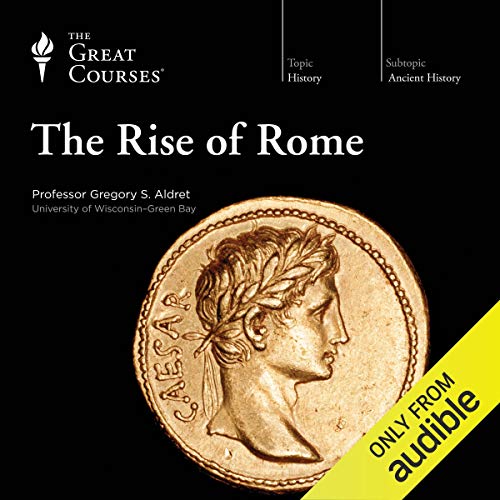 THE
GREAT
COURSES®
Topic
History
Subtopic
Ancient History
The Rise of Rome
Professor Gregory S. Aldret
University of Wisconsin–Green Bay
CAESAR
ONLY FROM
audible